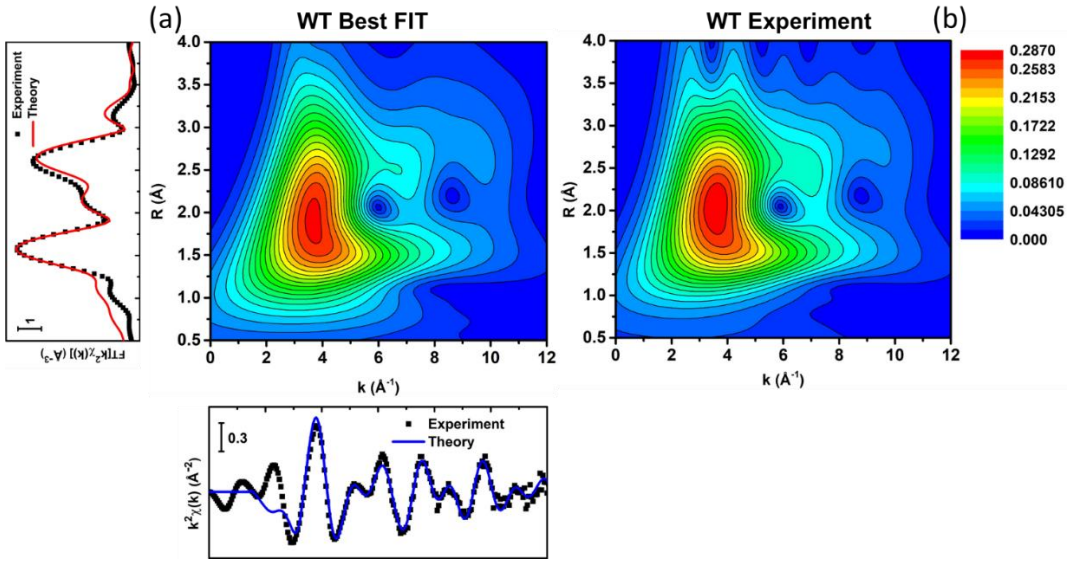 WT Best FIT
(a)
WT Experiment
(b)
4.0
3.5
3.0
2.5
2.0
1.5
1.0
0.5
R (Å)
0 2 4 6 8 10 12
k (Å-1)
4.0
3.5
3.0
2.5
2.0
1.5
1.0
0.5
R (Å)
0 2 4 6 8 10 12
k (Å-1)
0.2870
0.2583
0.2153
0.1722
0.1292
0.08610
0.04305
0.000
Experiment
Theory
1
FT[k2χ(k)] (Å-3)
0.3
Experiment
Theory
k2χ(k) (Å-2)